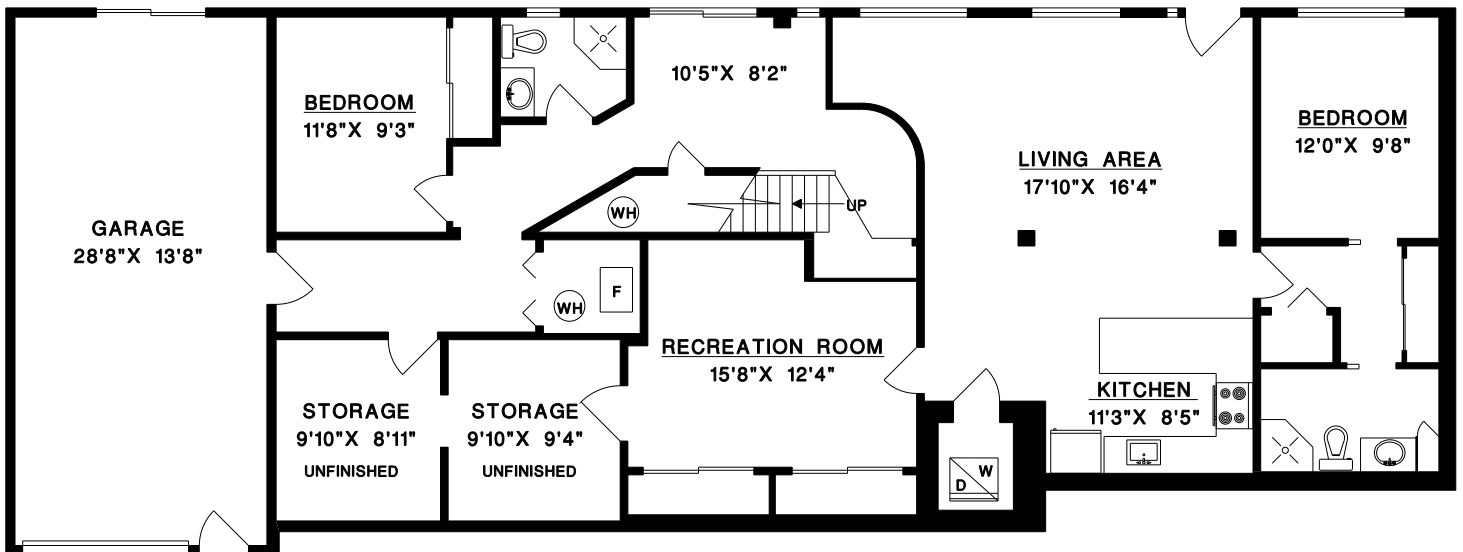 10'5"X 8'2"
BEDROOM
11'8"X 9'3"
BEDROOM
12'0"X 9'8"
LIVING AREA
17'10"X 16'4"
UP
WH
GARAGE
28'8"X 13'8"
F
WH
RECREATION ROOM
15'8"X 12'4"
KITCHEN
11'3"X 8'5"
STORAGE
9'10"X 8'11"
UNFINISHED
STORAGE
9'10"X 9'4"
UNFINISHED
W
D